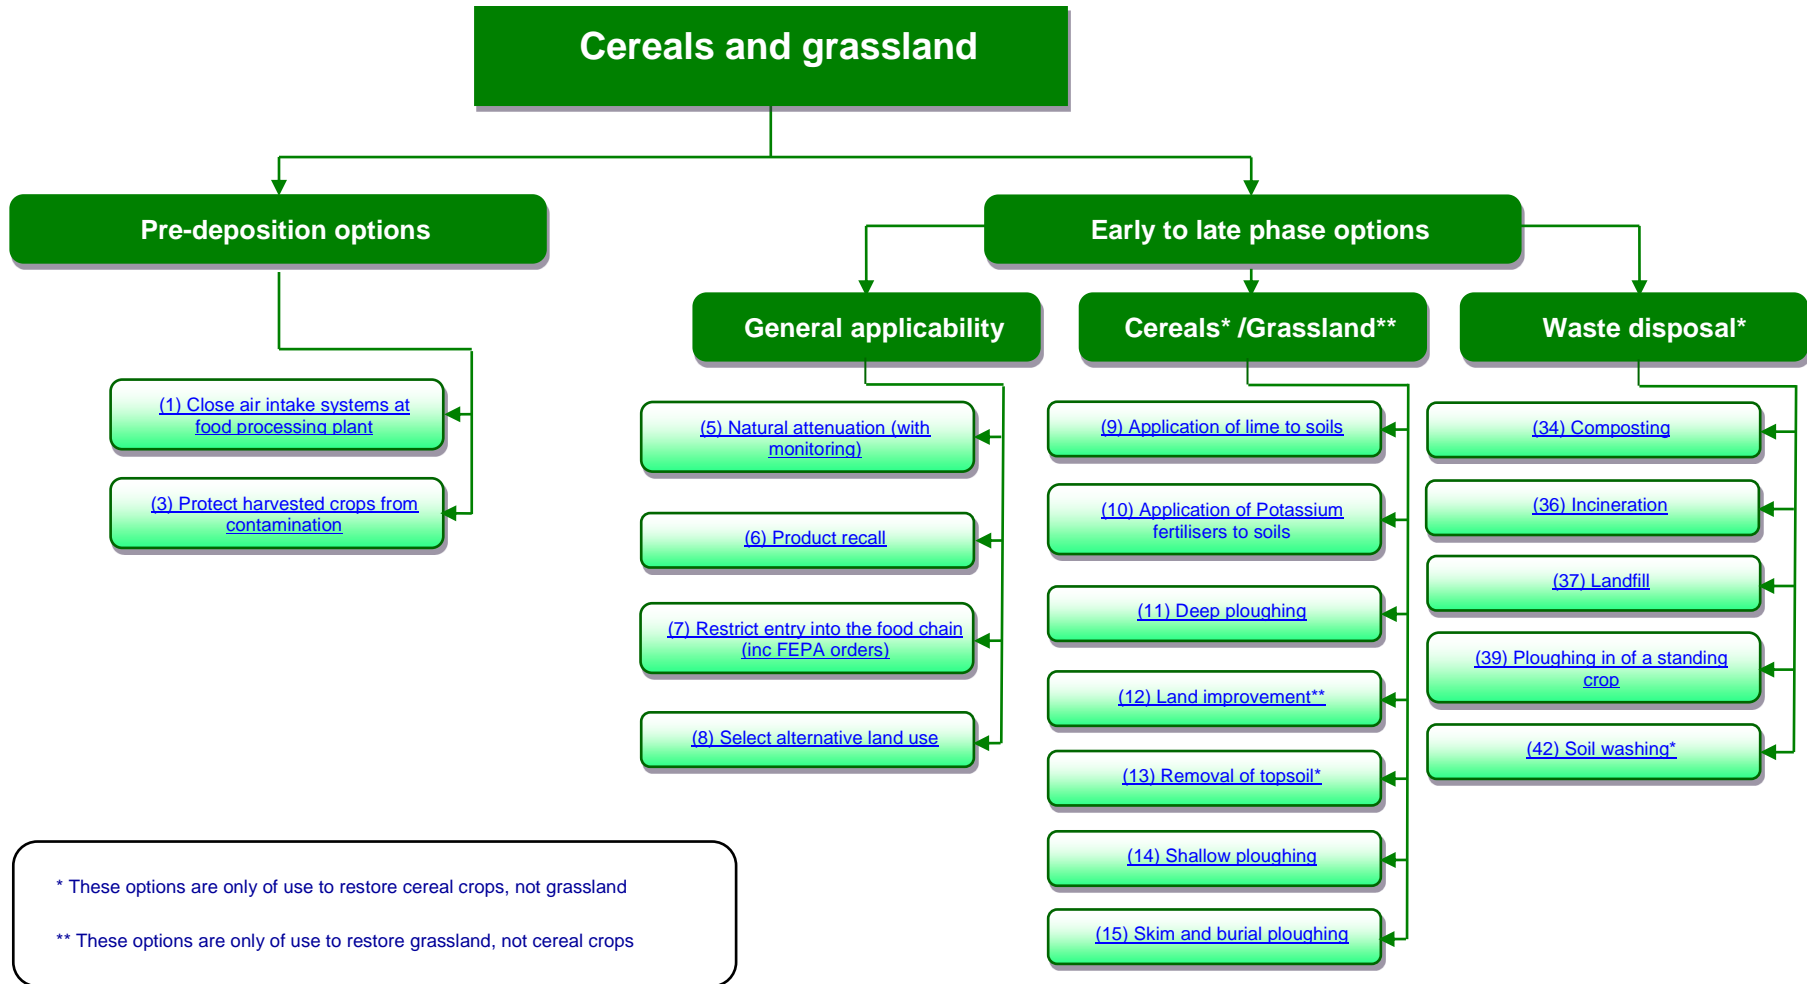 Cereals and grassland
Pre-deposition options
Early to late phase options
General applicability
Cereals* /Grassland**
Waste disposal*
(1) Close air intake systems at
food processing plant
(3) Protect harvested crops from
contamination
(5) Natural attenuation (with
monitoring)
(6) Product recall
(7) Restrict entry into the food chain
(inc FEPA orders)
(8) Select alternative land use
(9) Application of lime to soils
(10) Application of Potassium
fertilisers to soils
(11) Deep ploughing
(12) Land improvement**
(13) Removal of topsoil*
(14) Shallow ploughing
(15) Skim and burial ploughing
(34) Composting
(36) Incineration
(37) Landfill
(39) Ploughing in of a standing
crop
(42) Soil washing*
* These options are only of use to restore cereal crops, not grassland
** These options are only of use to restore grassland, not cereal crops